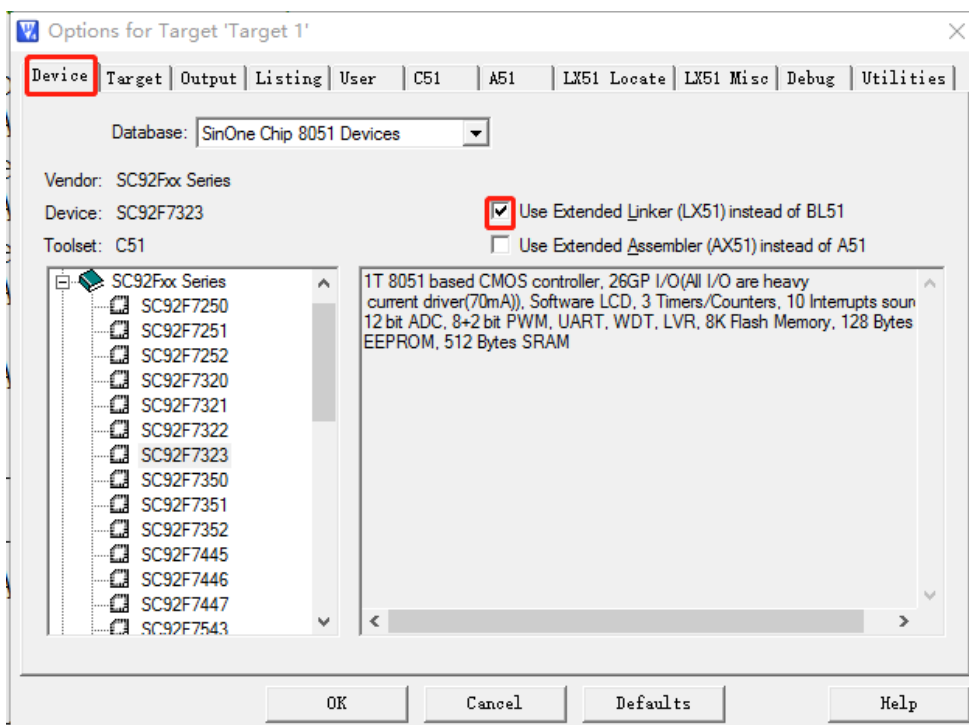 Options for Target 'Target 1'
Device Target Output Listing User C51 A51 LX51 Locate LX51 Misc Debug Utilities
Database: SinOne Chip 8051 Devices
Vendor: SC92Fxx Series
Device: SC92F7323
Use Extended Linker (LX51) instead of BL51
Toolset: C51
Use Extended Assembler (AX51) instead of A51
SC92Fxx Series
SC92F7250
SC92F7251
SC92F7252
SC92F7320
SC92F7321
SC92F7322
SC92F7323
SC92F7350
SC92F7351
SC92F7352
SC92F7445
SC92F7446
SC92F7447
SC92F7543
1T 8051 based CMOS controller, 26GP I/O(All I/O are heavy
current driver(70mA)), Software LCD, 3 Timers/Counters, 10 Interrupts sourc
12 bit ADC, 8+2 bit PWM, UART, WDT, LVR, 8K Flash Memory, 128 Bytes
EEPROM, 512 Bytes SRAM
OK Cancel Defaults Help